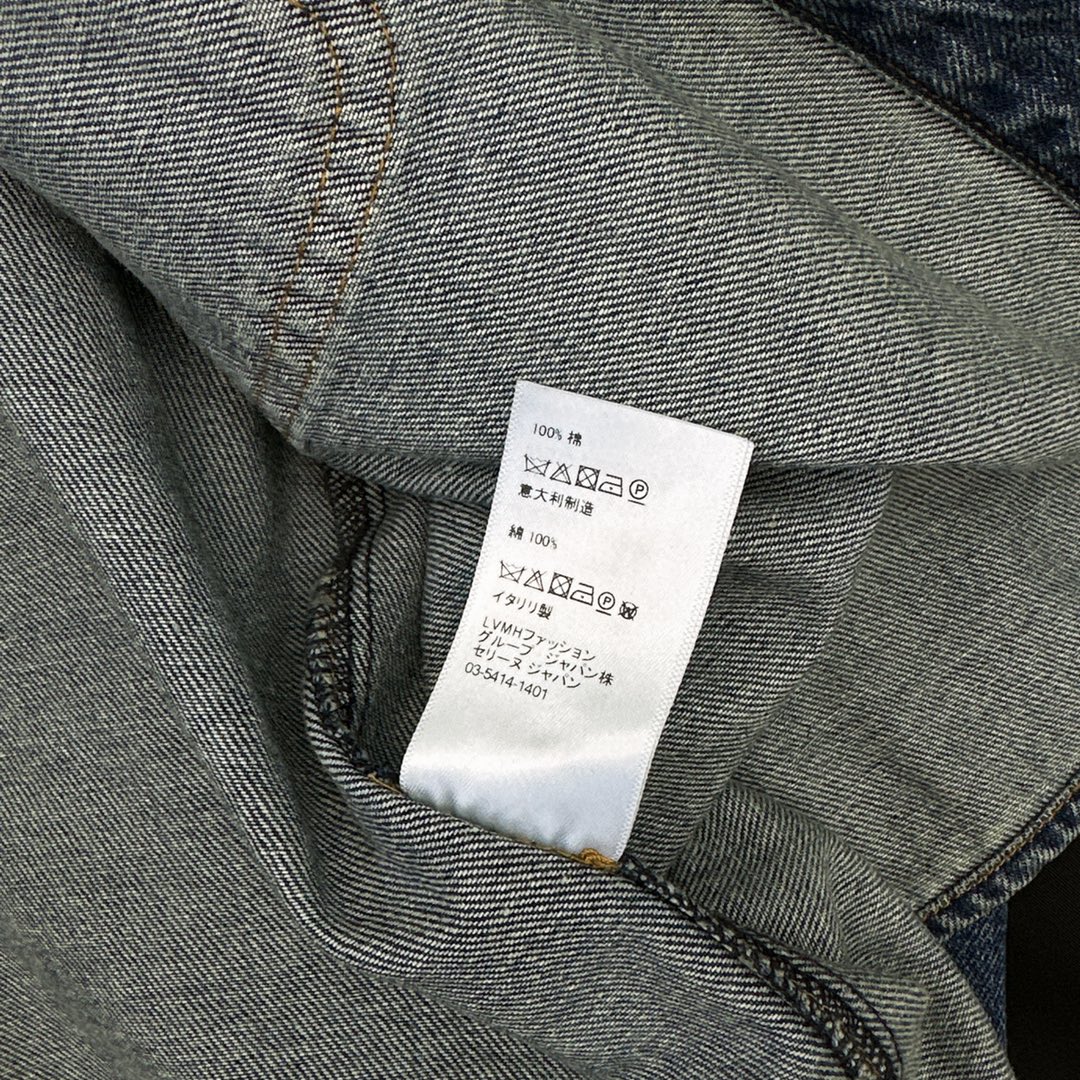 100% 棉
P
意大利制造
綿 100%
P W
イタリリ製
LVMHファッション
グループ ジャパン株
セリーヌ ジャパン
03-5414-1401